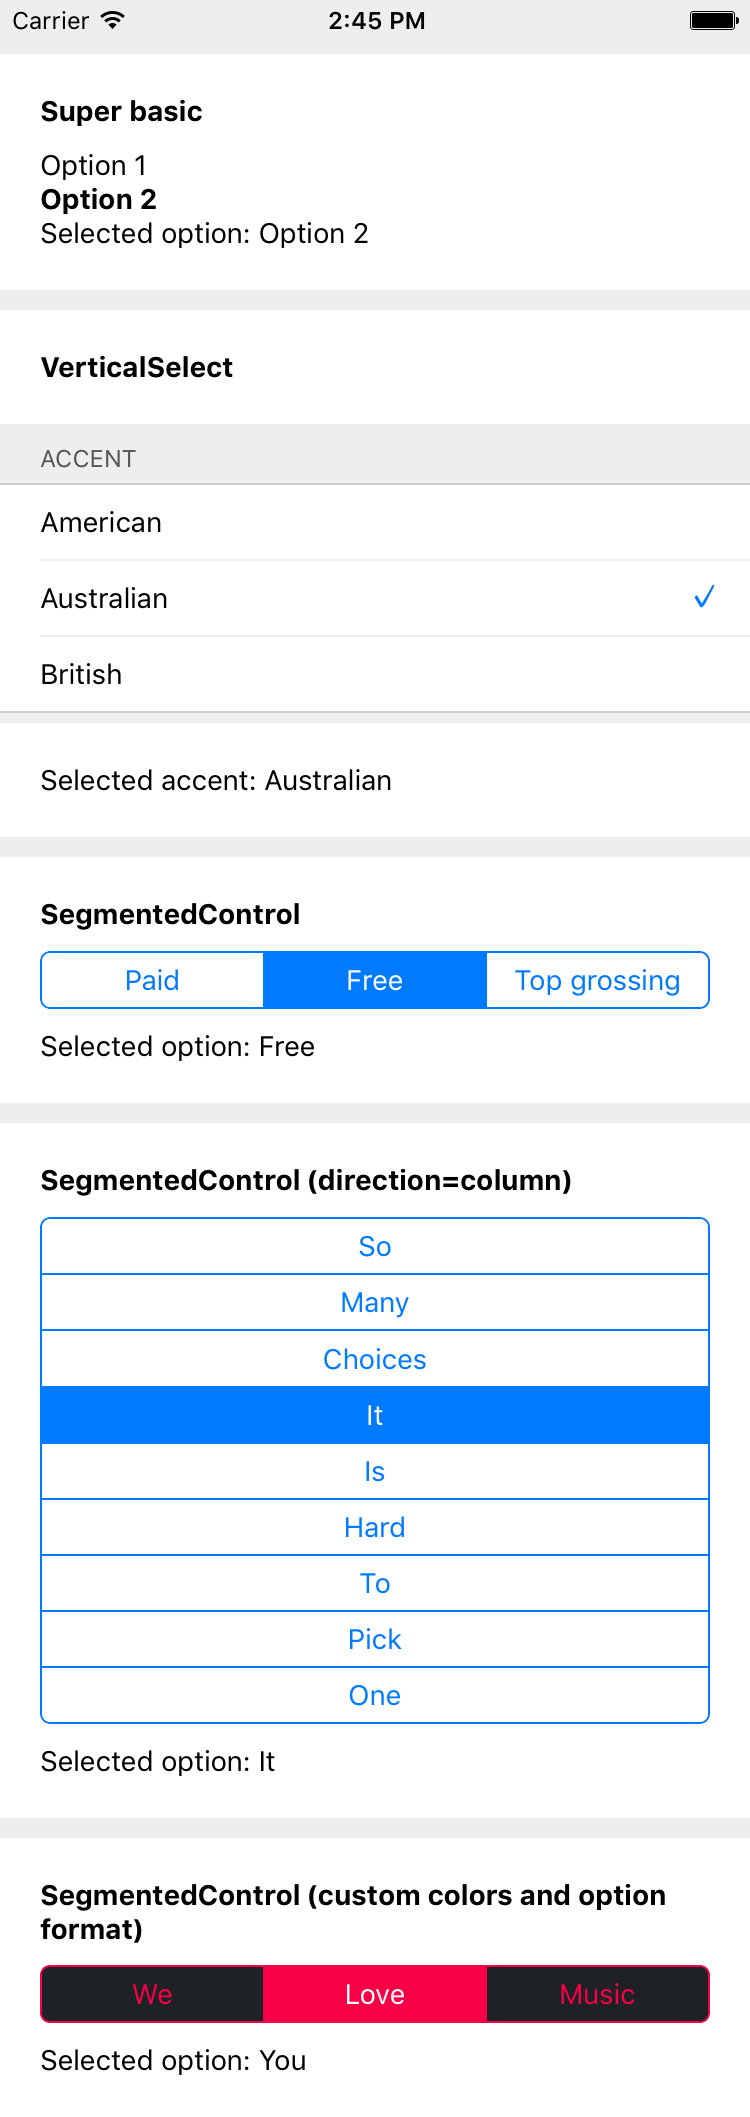 Carrier 2:45 PM
Super basic
Option 1
Option 2
Selected option: Option 2
VerticalSelect
ACCENT
American
Australian
British
Selected accent: Australian
SegmentedControl
Paid Free Top grossing
Selected option: Free
SegmentedControl (direction=column)
So
Many
Choices
It
Is
Hard
To
Pick
One
Selected option: It
SegmentedControl (custom colors and option
format)
We Love Music
Selected option: You